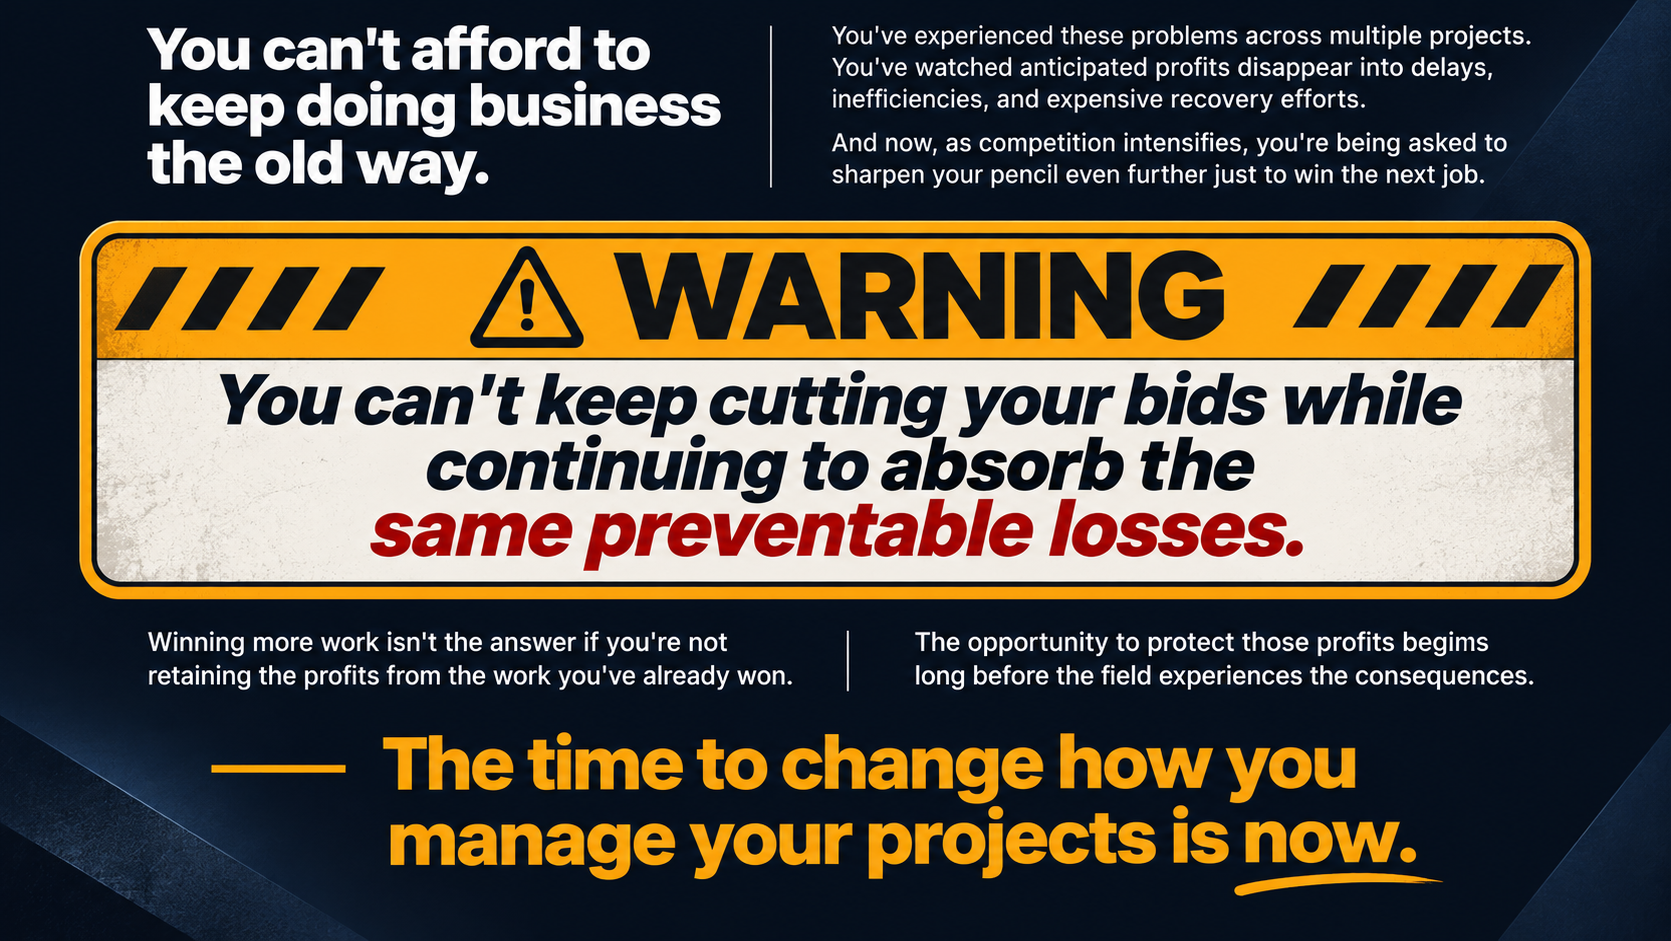 You can't afford to
keep doing business
the old way.
You've experienced these problems across multiple projects.
You've watched anticipated profits disappear into delays,
inefficiencies, and expensive recovery efforts.
And now, as competition intensifies, you're being asked to
sharpen your pencil even further just to win the next job.
WARNING
You can't keep cutting your bids while
continuing to absorb the
same preventable losses.
Winning more work isn't the answer if you're not
retaining the profits from the work you've already won.
The opportunity to protect those profits begims
long before the field experiences the consequences.
The time to change how you
manage your projects is now.